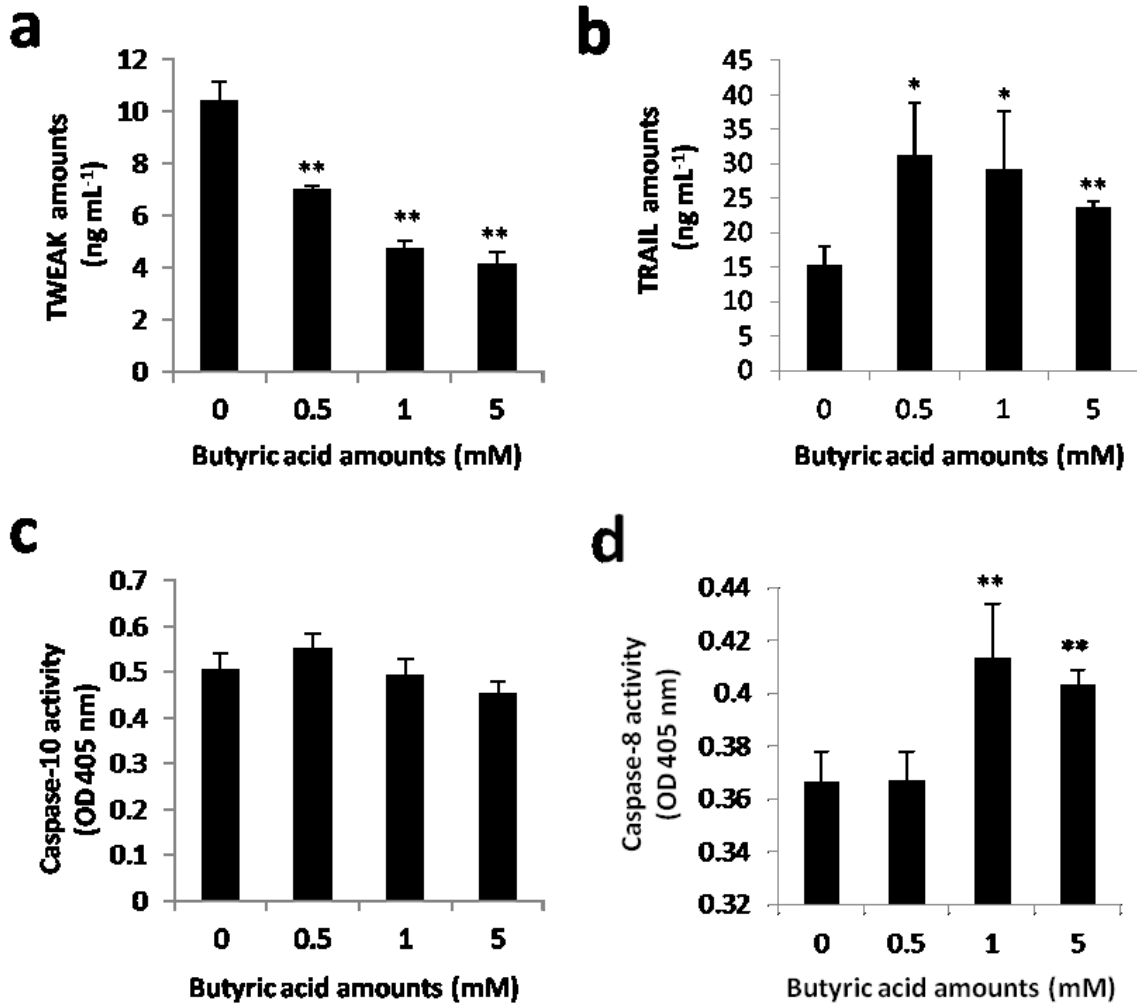 a
TWEAK amounts
(ng mL⁻¹)
12
10
8
6
4
2
0
**
**
**
0 0.5 1 5
Butyric acid amounts (mM)
b
TRAIL amounts
(ng mL⁻¹)
45
40
35
30
25
20
15
10
5
0
*
*
**
0 0.5 1 5
Butyric acid amounts (mM)
c
Caspase-10 activity
(OD 405 nm)
0.7
0.6
0.5
0.4
0.3
0.2
0.1
0
0 0.5 1 5
Butyric acid amounts (mM)
d
Caspase-8 activity
(OD 405 nm)
0.44
0.42
0.4
0.38
0.36
0.34
0.32
**
**
0 0.5 1 5
Butyric acid amounts (mM)